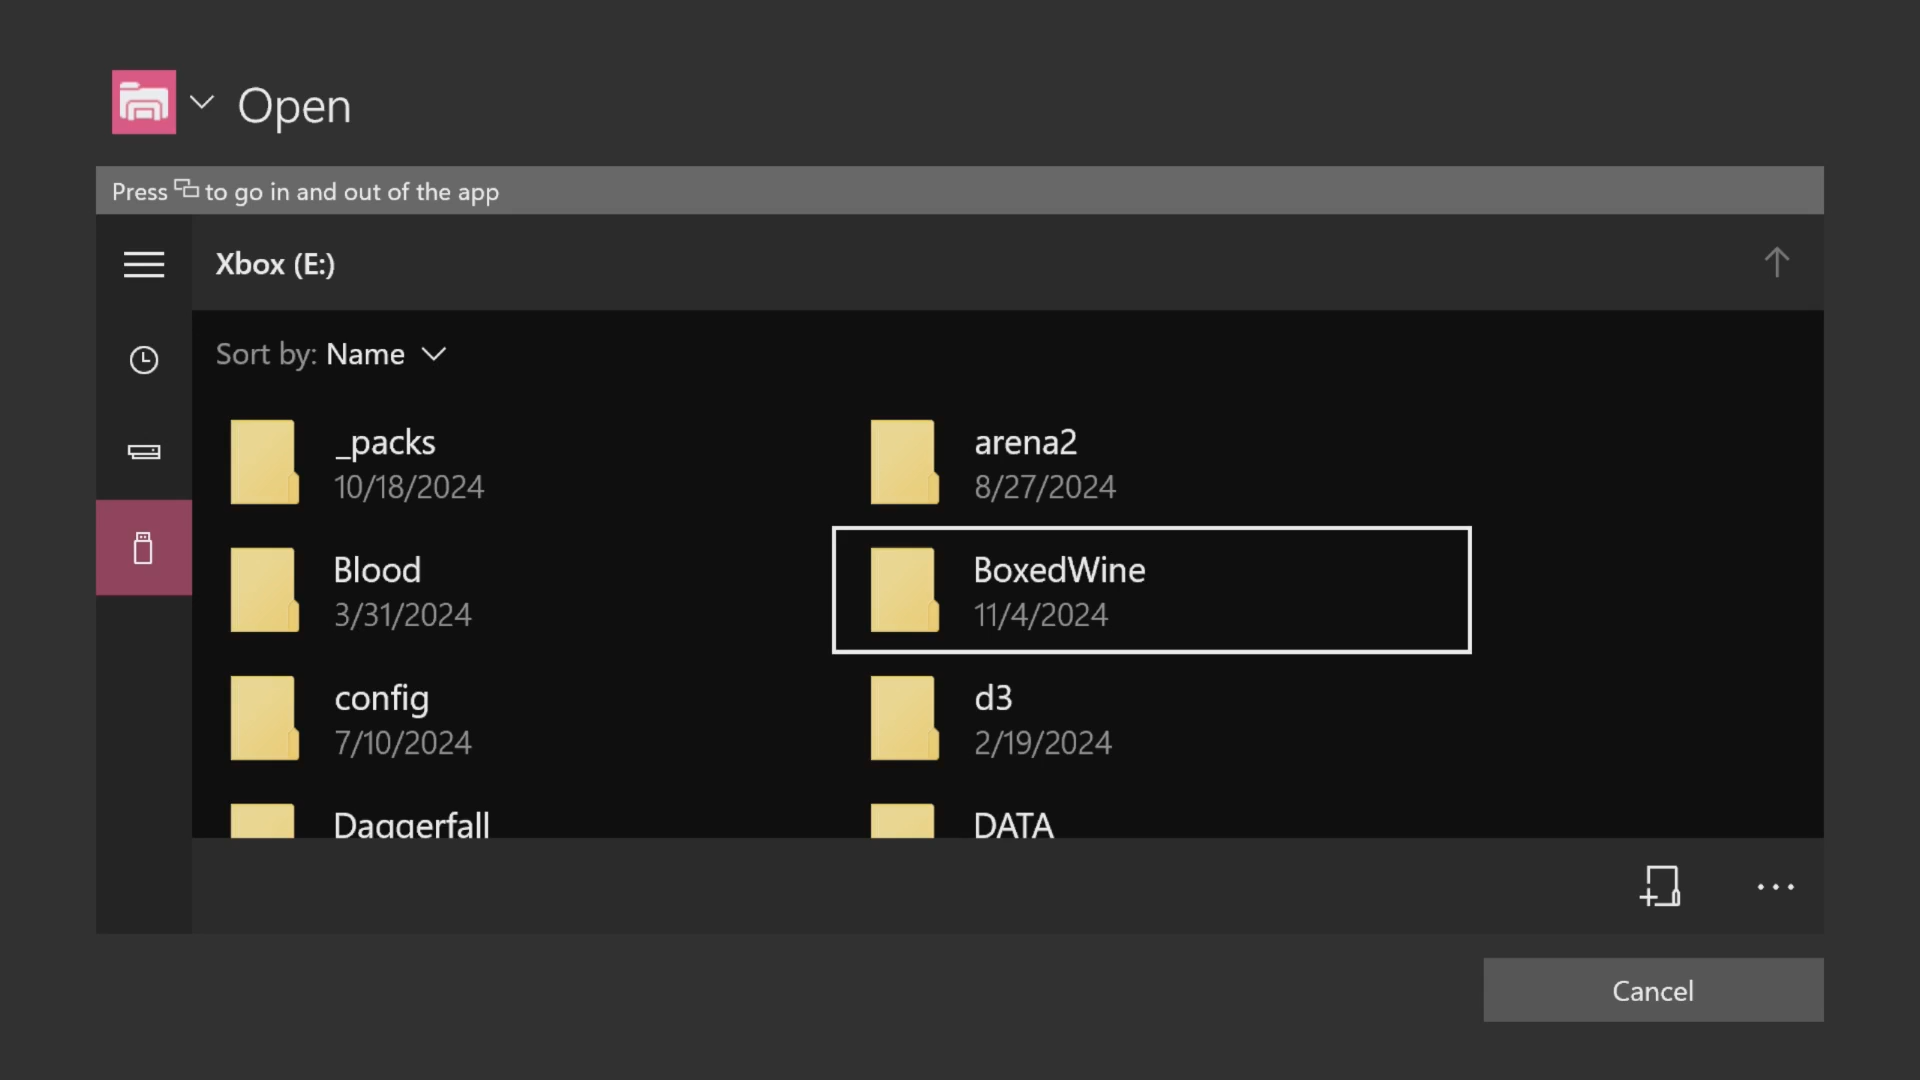 Open
Press to go in and out of the app
Xbox (E:)
Sort by: Name
_packs
10/18/2024
arena2
8/27/2024
Blood
3/31/2024
BoxedWine
11/4/2024
config
7/10/2024
d3
2/19/2024
Daggerfall
DATA
Cancel